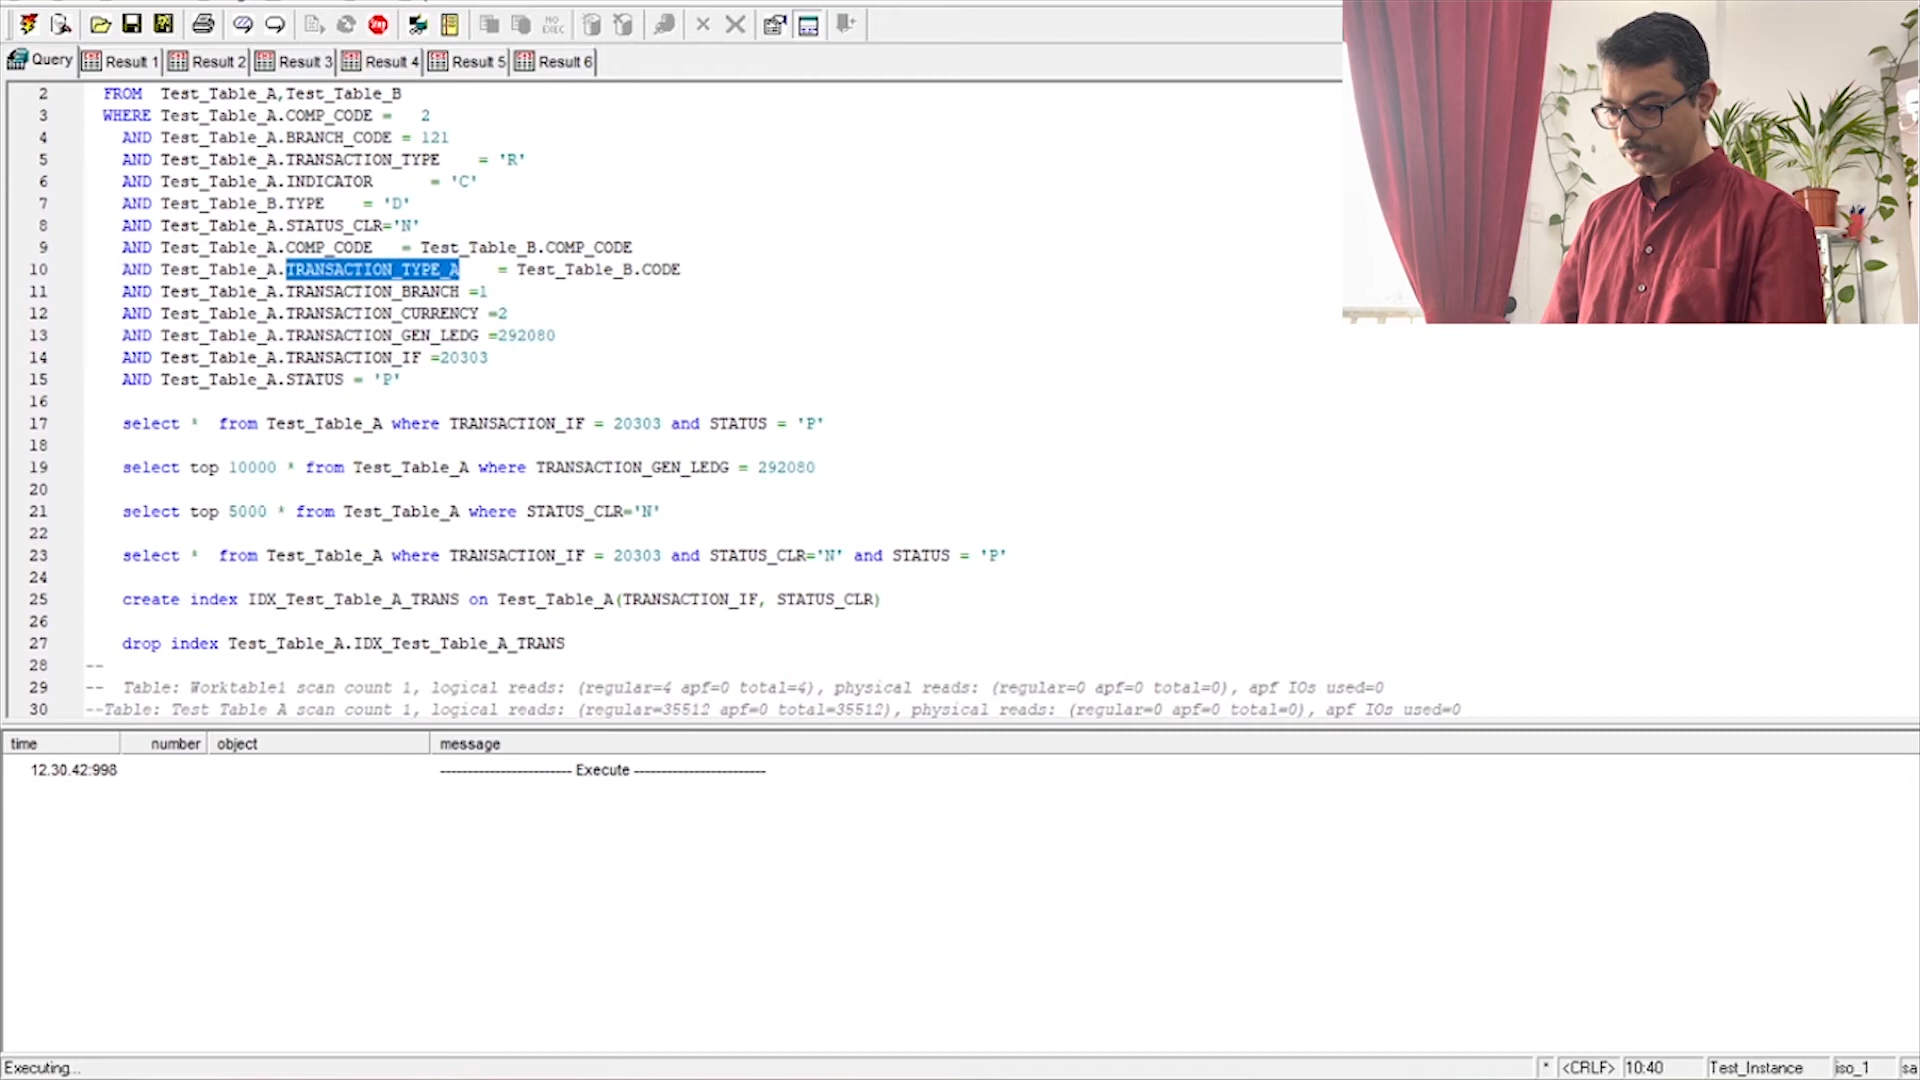 Stop
NO
EXEC
Query Result 1 Result 2 Result 3 Result 4 Result 5 Result 6
2 FROM Test_Table_A,Test_Table_B
3 WHERE Test_Table_A.COMP_CODE = 2
4 AND Test_Table_A.BRANCH_CODE = 121
5 AND Test_Table_A.TRANSACTION_TYPE = 'R'
6 AND Test_Table_A.INDICATOR = 'C'
7 AND Test_Table_B.TYPE = 'D'
8 AND Test_Table_A.STATUS_CLR='N'
9 AND Test_Table_A.COMP_CODE = Test_Table_B.COMP_CODE
10 AND Test_Table_A.TRANSACTION_TYPE_A = Test_Table_B.CODE
11 AND Test_Table_A.TRANSACTION_BRANCH =1
12 AND Test_Table_A.TRANSACTION_CURRENCY =2
13 AND Test_Table_A.TRANSACTION_GEN_LEDG =292080
14 AND Test_Table_A.TRANSACTION_IF =20303
15 AND Test_Table_A.STATUS = 'P'
16
17 select * from Test_Table_A where TRANSACTION_IF = 20303 and STATUS = 'P'
18
19 select top 10000 * from Test_Table_A where TRANSACTION_GEN_LEDG = 292080
20
21 select top 5000 * from Test_Table_A where STATUS_CLR='N'
22
23 select * from Test_Table_A where TRANSACTION_IF = 20303 and STATUS_CLR='N' and STATUS = 'P'
24
25 create index IDX_Test_Table_A_TRANS on Test_Table_A(TRANSACTION_IF, STATUS_CLR)
26
27 drop index Test_Table_A.IDX_Test_Table_A_TRANS
28 --
29 -- Table: Worktable1 scan count 1, logical reads: (regular=4 apf=0 total=4), physical reads: (regular=0 apf=0 total=0), apf IOs used=0
30 --Table: Test Table A scan count 1, logical reads: (regular=35512 apf=0 total=35512), physical reads: (regular=0 apf=0 total=0), apf IOs used=0
time number object message
12.30.42:998 ------------------------- Execute -------------------------
Executing... * <CRLF> 10:40 Test_Instance iso_1 sa